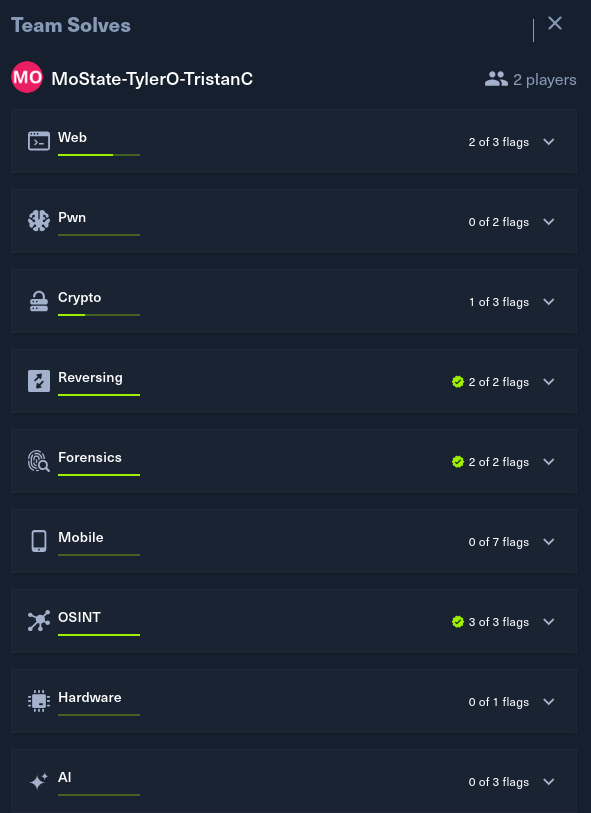 Team Solves
MO MoState-TylerO-TristanC 2 players
Web 2 of 3 flags
Pwn 0 of 2 flags
Crypto 1 of 3 flags
Reversing 2 of 2 flags
Forensics 2 of 2 flags
Mobile 0 of 7 flags
OSINT 3 of 3 flags
Hardware 0 of 1 flags
AI 0 of 3 flags